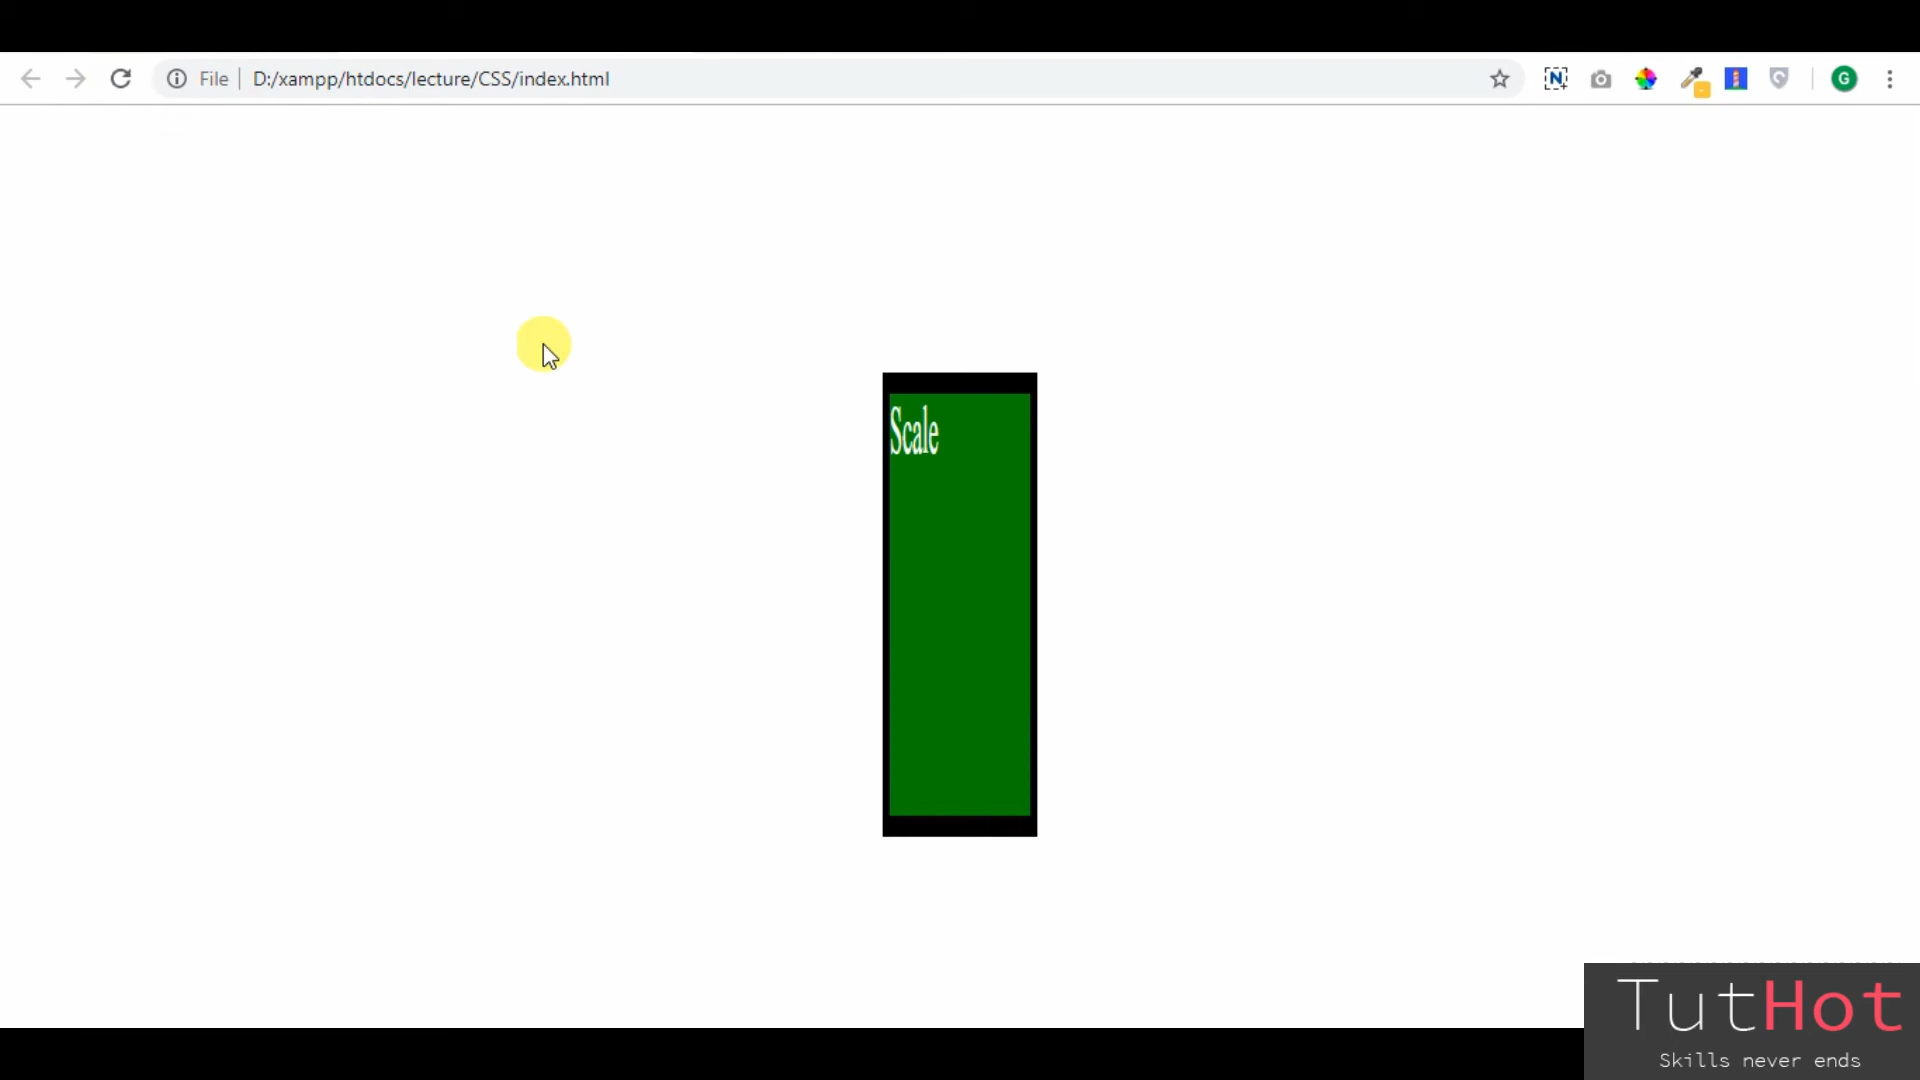 File
D:/xampp/htdocs/lecture/CSS/index.html
N
G
Scale
TutHot
Skills never ends